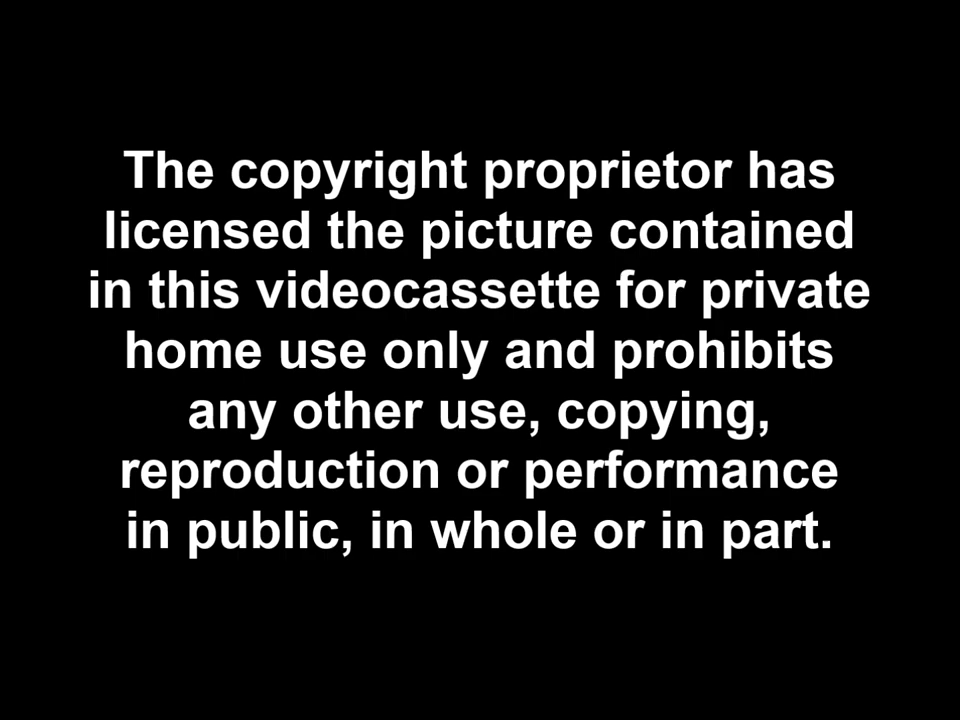 The copyright proprietor has
licensed the picture contained
in this videocassette for private
home use only and prohibits
any other use, copying,
reproduction or performance
in public, in whole or in part.